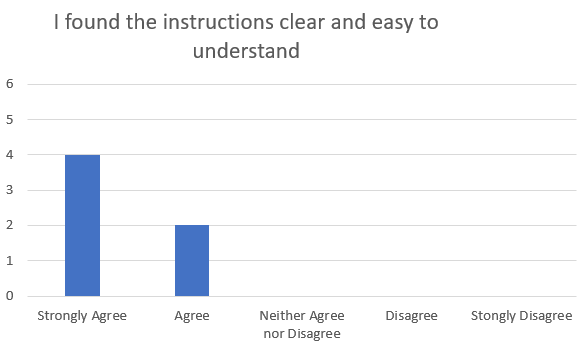 I found the instructions clear and easy to
understand
6
5
4
3
2
1
0
Strongly Agree
Agree
Neither Agree
nor Disagree
Disagree
Stongly Disagree